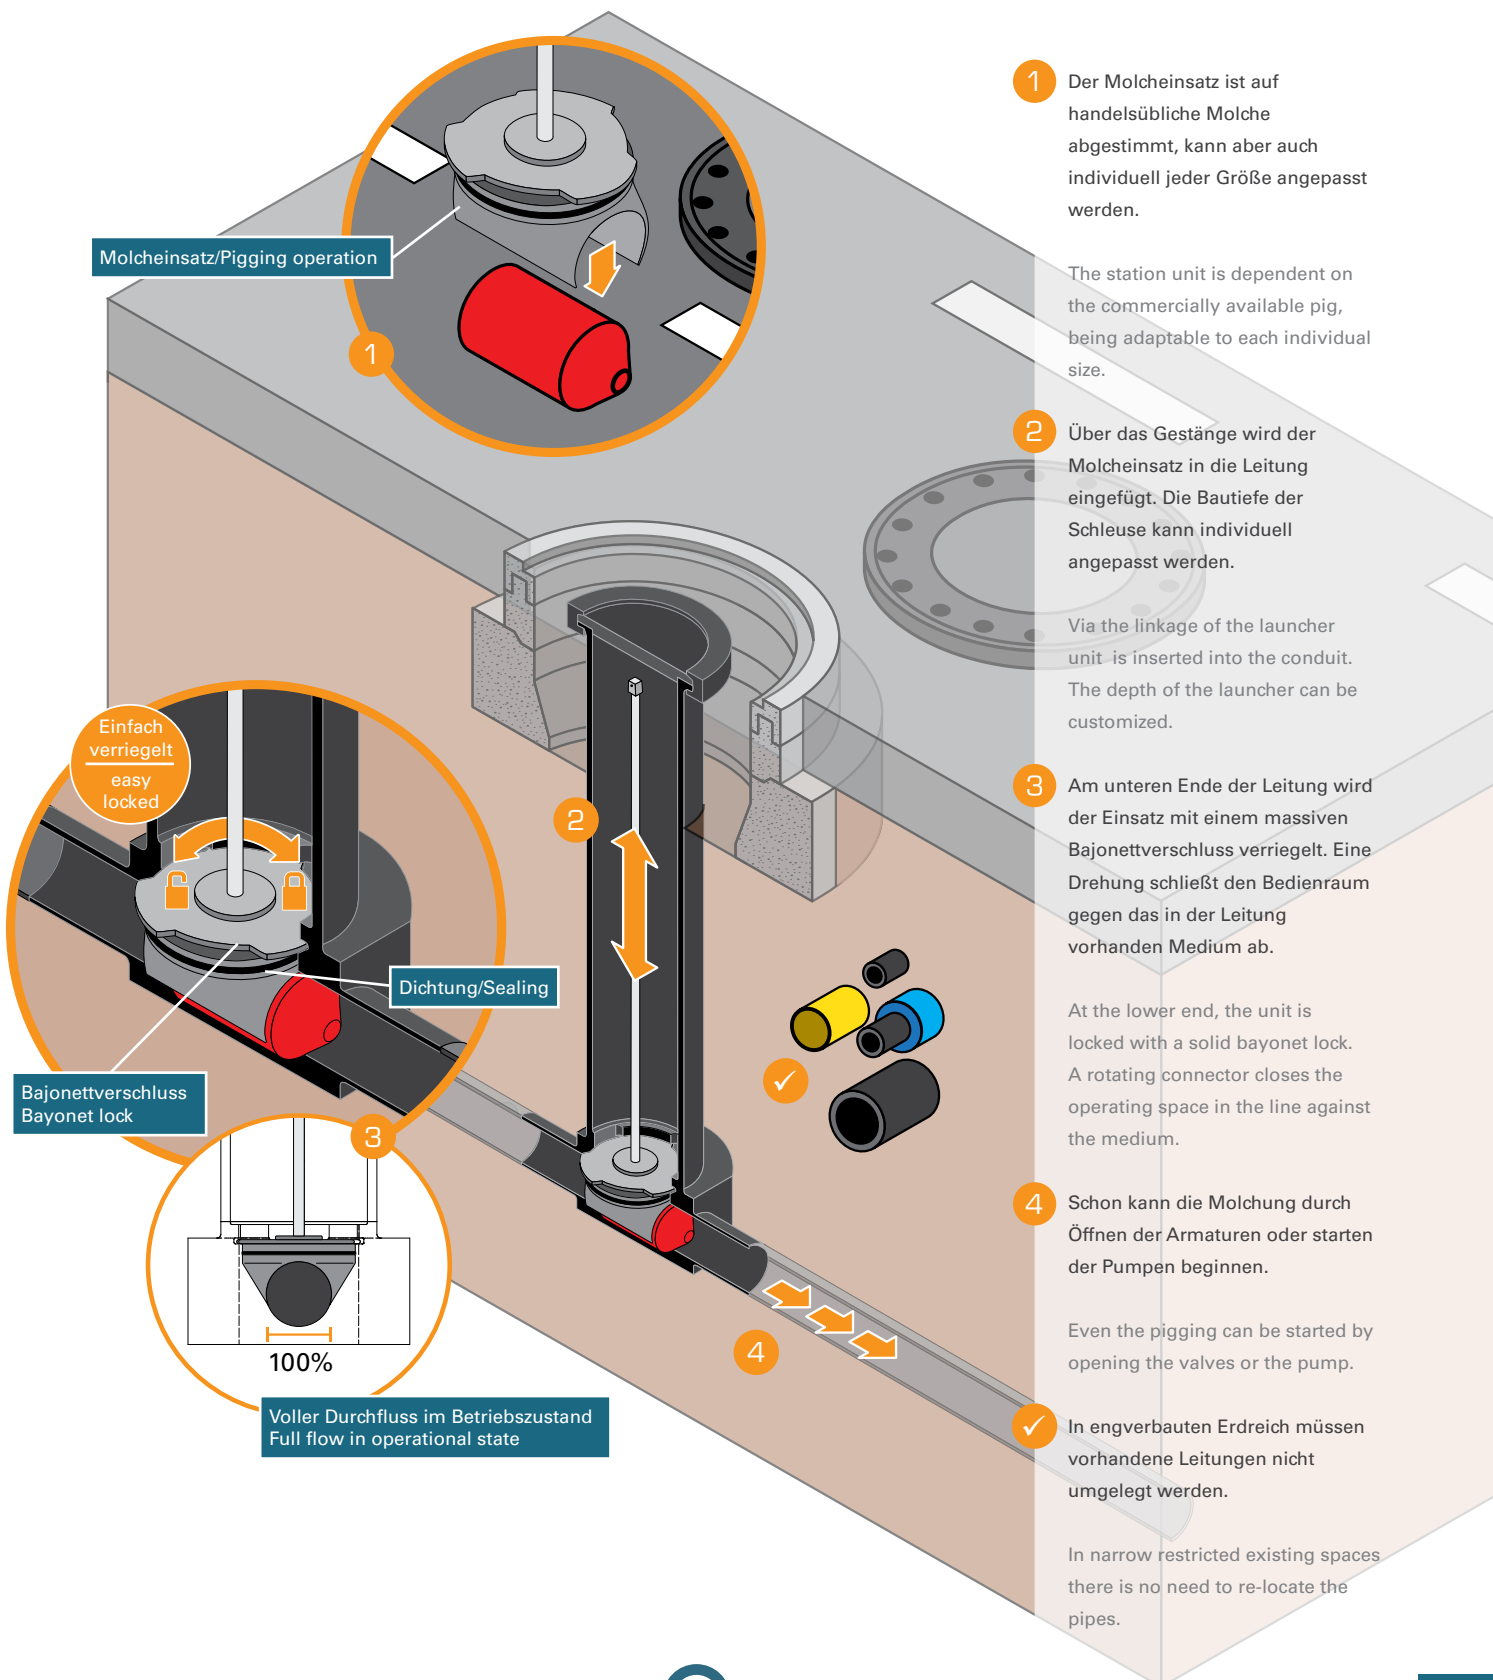 Molcheinsatz/Pigging operation
1
Einfach
verriegelt
easy
locked
2
Dichtung/Sealing
Bajonettverschluss
Bayonet lock
3
100%
4
Voller Durchfluss im Betriebszustand
Full flow in operational state
1
Der Molcheinsatz ist auf
handelsübliche Molche
abgestimmt, kann aber auch
individuell jeder Größe angepasst
werden.
The station unit is dependent on
the commercially available pig,
being adaptable to each individual
size.
2
Über das Gestänge wird der
Molcheinsatz in die Leitung
eingefügt. Die Bautiefe der
Schleuse kann individuell
angepasst werden.
Via the linkage of the launcher
unit is inserted into the conduit.
The depth of the launcher can be
customized.
3
Am unteren Ende der Leitung wird
der Einsatz mit einem massiven
Bajonettverschluss verriegelt. Eine
Drehung schließt den Bedienraum
gegen das in der Leitung
vorhanden Medium ab.
At the lower end, the unit is
locked with a solid bayonet lock.
A rotating connector closes the
operating space in the line against
the medium.
4
Schon kann die Molchung durch
Öffnen der Armaturen oder starten
der Pumpen beginnen.
Even the pigging can be started by
opening the valves or the pump.
In engverbauten Erdreich müssen
vorhandene Leitungen nicht
umgelegt werden.
In narrow restricted existing spaces
there is no need to re-locate the
pipes.